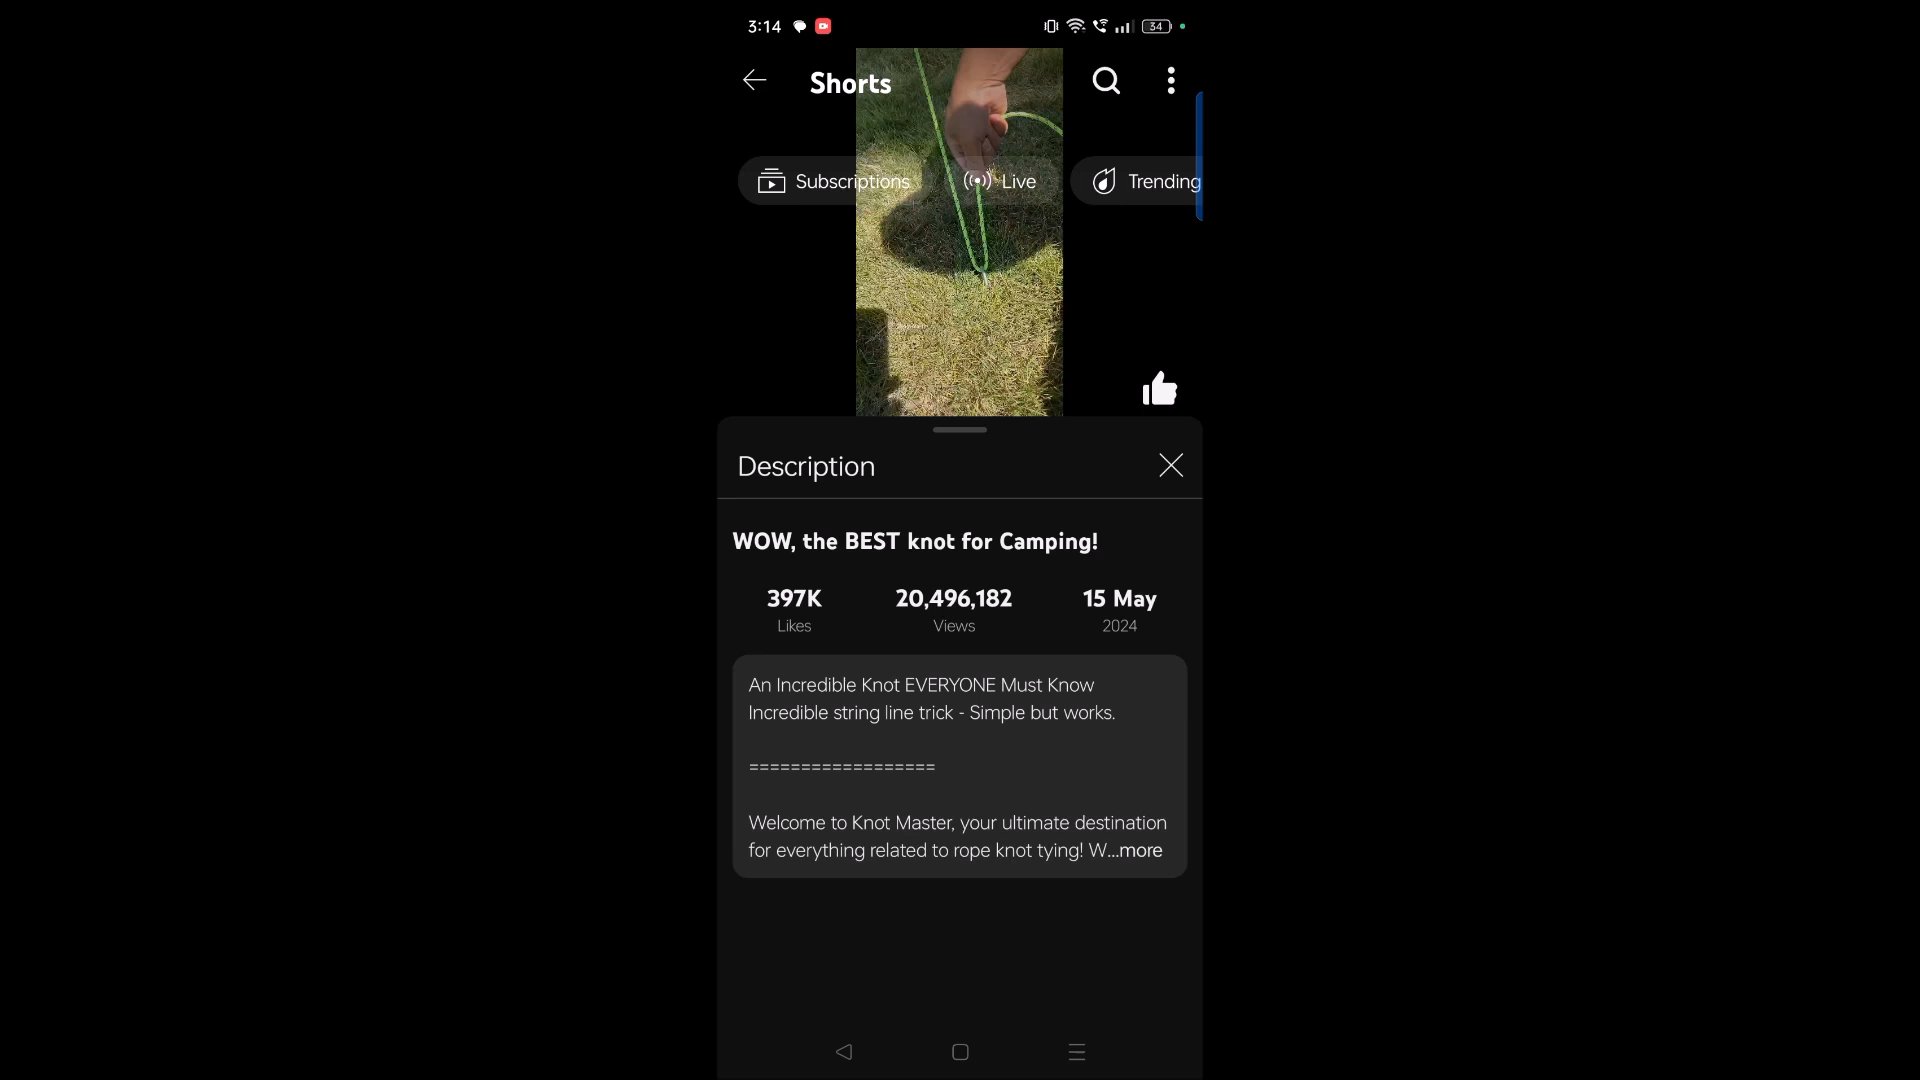 3:14
34
Shorts
Subscriptions
Live
Trending
Description
WOW, the BEST knot for Camping!
397K
20,496,182
15 May
Likes
Views
2024
An Incredible Knot EVERYONE Must Know
Incredible string line trick - Simple but works.
==================
Welcome to Knot Master, your ultimate destination
for everything related to rope knot tying! W...more